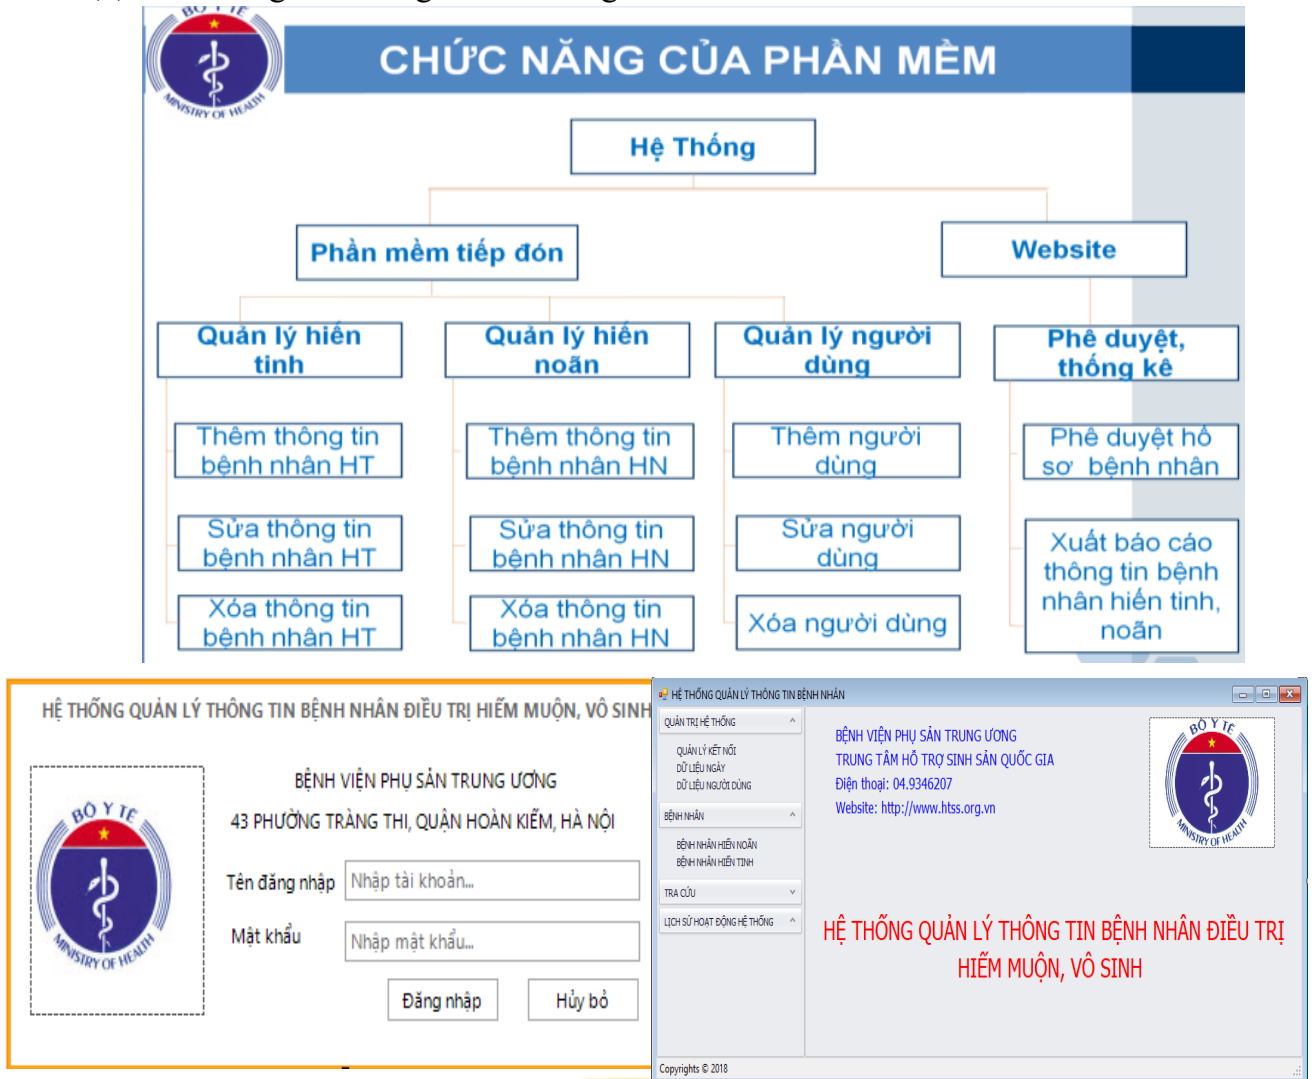 BỘ Y TẾ
MINISTRY OF HEALTH
CHỨC NĂNG CỦA PHẦN MỀM
Hệ Thống
Phần mềm tiếp đón
Website
Quản lý hiến
tinh
Quản lý hiến
noãn
Quản lý người
dùng
Phê duyệt,
thống kê
Thêm thông tin
bệnh nhân HT
Thêm thông tin
bệnh nhân HN
Thêm người
dùng
Phê duyệt hồ
sơ bệnh nhân
Sửa thông tin
bệnh nhân HT
Sửa thông tin
bệnh nhân HN
Sửa người
dùng
Xuất báo cáo
thông tin bệnh
nhân hiến tinh,
noãn
Xóa thông tin
bệnh nhân HT
Xóa thông tin
bệnh nhân HN
Xóa người dùng
HỆ THỐNG QUẢN LÝ THÔNG TIN BỆNH NHÂN ĐIỀU TRỊ HIẾM MUỘN, VÔ SINH
BỘ Y TẾ
MINISTRY OF HEALTH
BỆNH VIỆN PHỤ SẢN TRUNG ƯƠNG
43 PHƯỜNG TRÀNG THI, QUẬN HOÀN KIẾM, HÀ NỘI
Tên đăng nhập
Nhập tài khoản...
Mật khẩu
Nhập mật khẩu...
Đăng nhập
Hủy bỏ
HỆ THỐNG QUẢN LÝ THÔNG TIN BỆNH NHÂN
QUẢN TRỊ HỆ THỐNG
QUẢN LÝ KẾT NỐI
DỮ LIỆU NGÀY
DỮ LIỆU NGƯỜI DÙNG
BỆNH NHÂN
BỆNH NHÂN HIẾN NOÃN
BỆNH NHÂN HIẾN TINH
TRA CỨU
LỊCH SỬ HOẠT ĐỘNG HỆ THỐNG
BỆNH VIỆN PHỤ SẢN TRUNG ƯƠNG
TRUNG TÂM HỖ TRỢ SINH SẢN QUỐC GIA
Điện thoại: 04.9346207
Website: http://www.htss.org.vn
BỘ Y TẾ
MINISTRY OF HEALTH
HỆ THỐNG QUẢN LÝ THÔNG TIN BỆNH NHÂN ĐIỀU TRỊ
HIẾM MUỘN, VÔ SINH
Copyrights © 2018